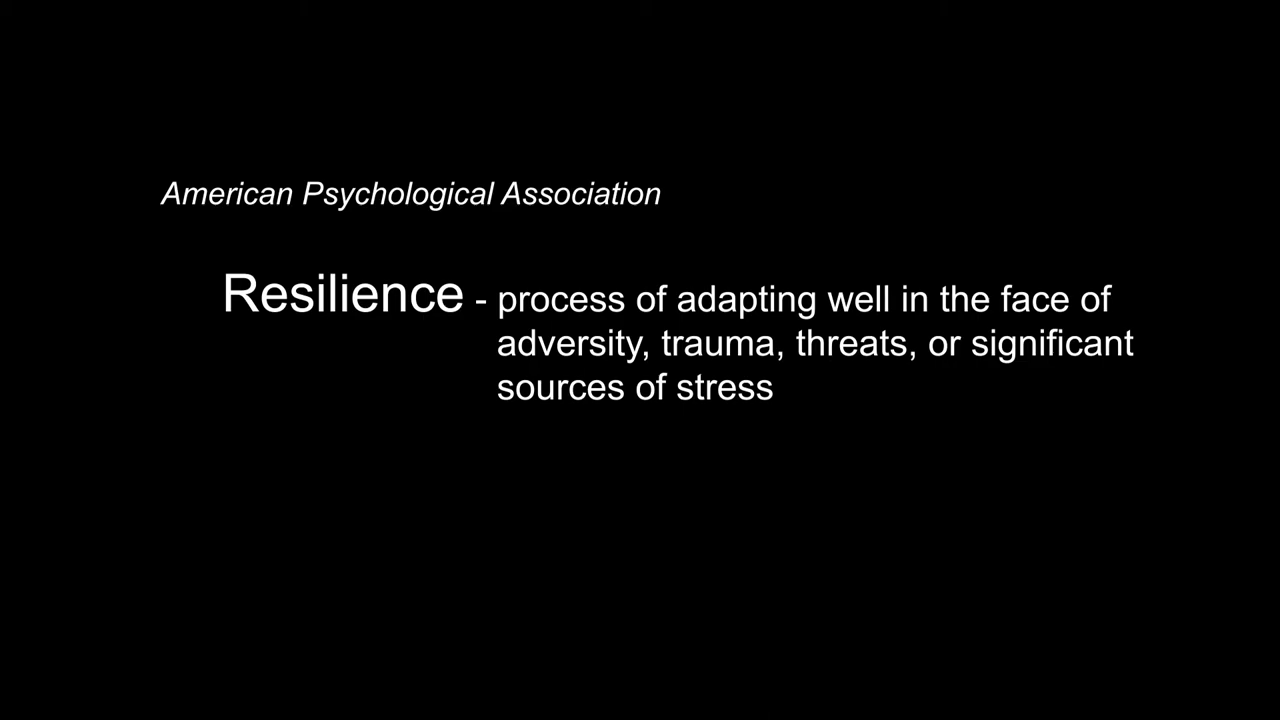 American Psychological Association
Resilience - process of adapting well in the face of
adversity, trauma, threats, or significant
sources of stress